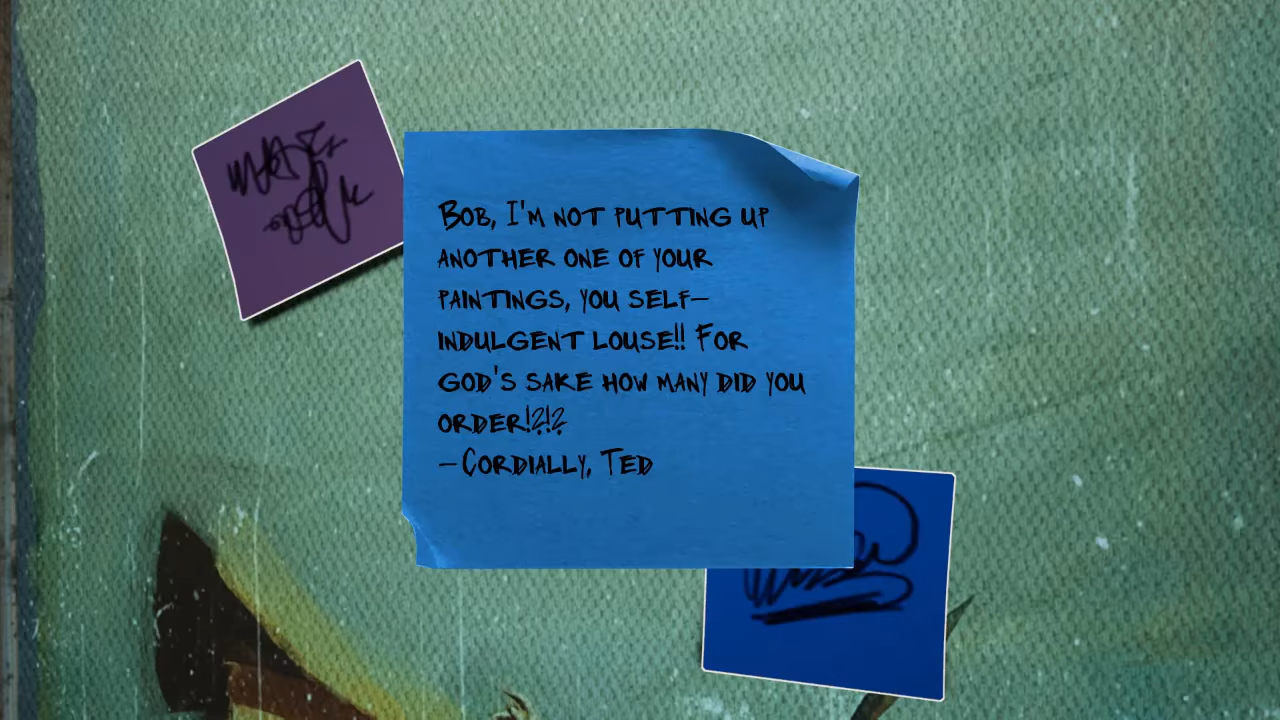 Bob, I'm not putting up
another one of your
paintings, you self-
indulgent louse!! For
God's sake how many did you
order!?!?
-Cordially, Ted